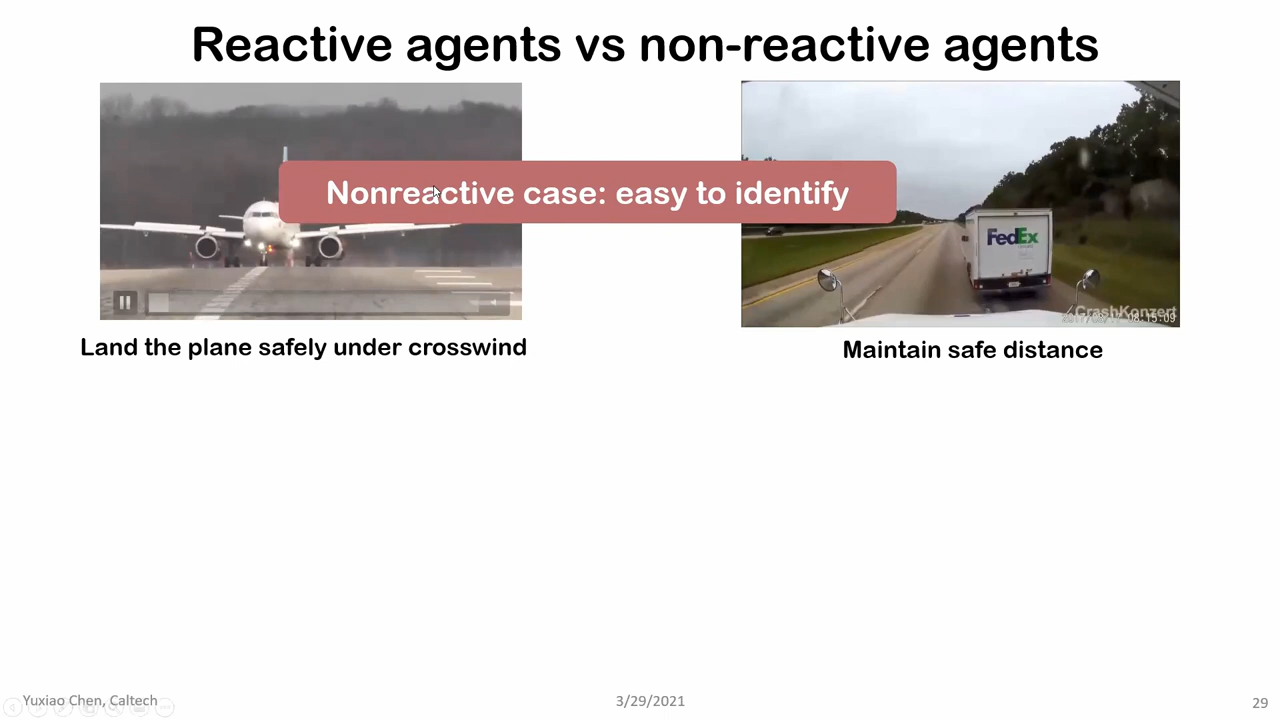 Reactive agents vs non-reactive agents
Nonreactive case: easy to identify
FedEx
CrashKonzert
Land the plane safely under crosswind
Maintain safe distance
Yuxiao Chen, Caltech
3/29/2021
29